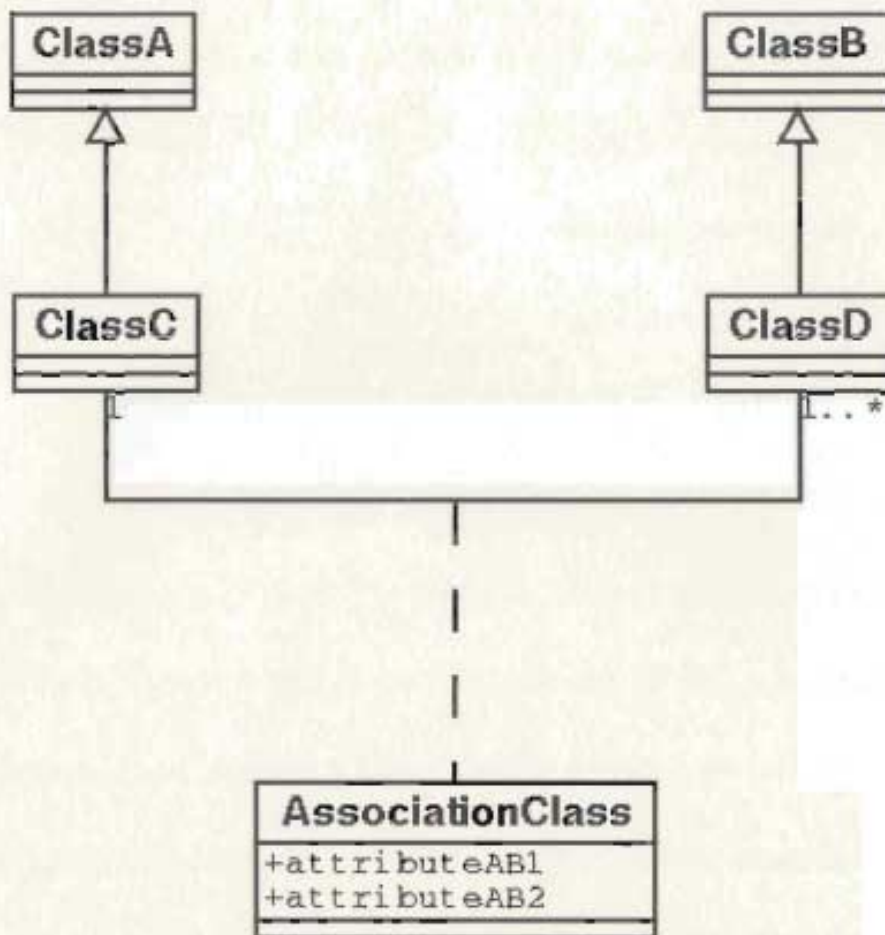 ClassA
ClassB
ClassC
ClassD
1
1..*
AssociationClass
+attributeAB1
+attributeAB2